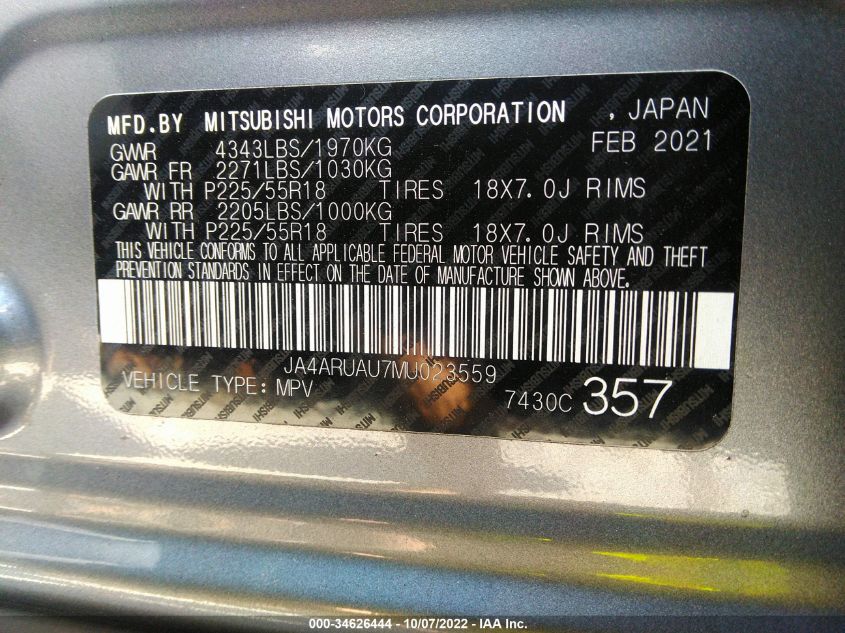 MFD.BY MITSUBISHI MOTORS CORPORATION , JAPAN
GVWR 4343LBS/1970KG FEB 2021
GAWR FR 2271LBS/1030KG
WITH P225/55R18 TIRES 18X7.0J RIMS
GAWR RR 2205LBS/1000KG
WITH P225/55R18 TIRES 18X7.0J RIMS
THIS VEHICLE CONFORMS TO ALL APPLICABLE FEDERAL MOTOR VEHICLE SAFETY AND THEFT
PREVENTION STANDARDS IN EFFECT ON THE DATE OF MANUFACTURE SHOWN ABOVE.
JA4ARUAU7MU023559
VEHICLE TYPE: MPV 7430C 357
000-34626444 - 10/07/2022 - IAA Inc.